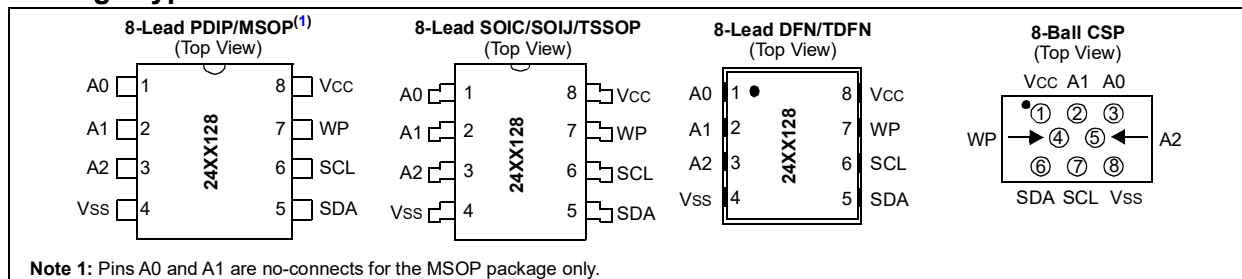 8-Lead PDIP/MSOP(1)
(Top View)
A0 1 8 VCC
A1 2 7 WP
A2 3 6 SCL
VSS 4 5 SDA
24XX128
8-Lead SOIC/SOIJ/TSSOP
(Top View)
A0 1 8 VCC
A1 2 7 WP
A2 3 6 SCL
VSS 4 5 SDA
24XX128
8-Lead DFN/TDFN
(Top View)
A0 1 8 VCC
A1 2 7 WP
A2 3 6 SCL
VSS 4 5 SDA
24XX128
8-Ball CSP
(Top View)
VCC A1 A0
1 2 3
WP 4 5 A2
6 7 8
SDA SCL VSS
Note 1: Pins A0 and A1 are no-connects for the MSOP package only.